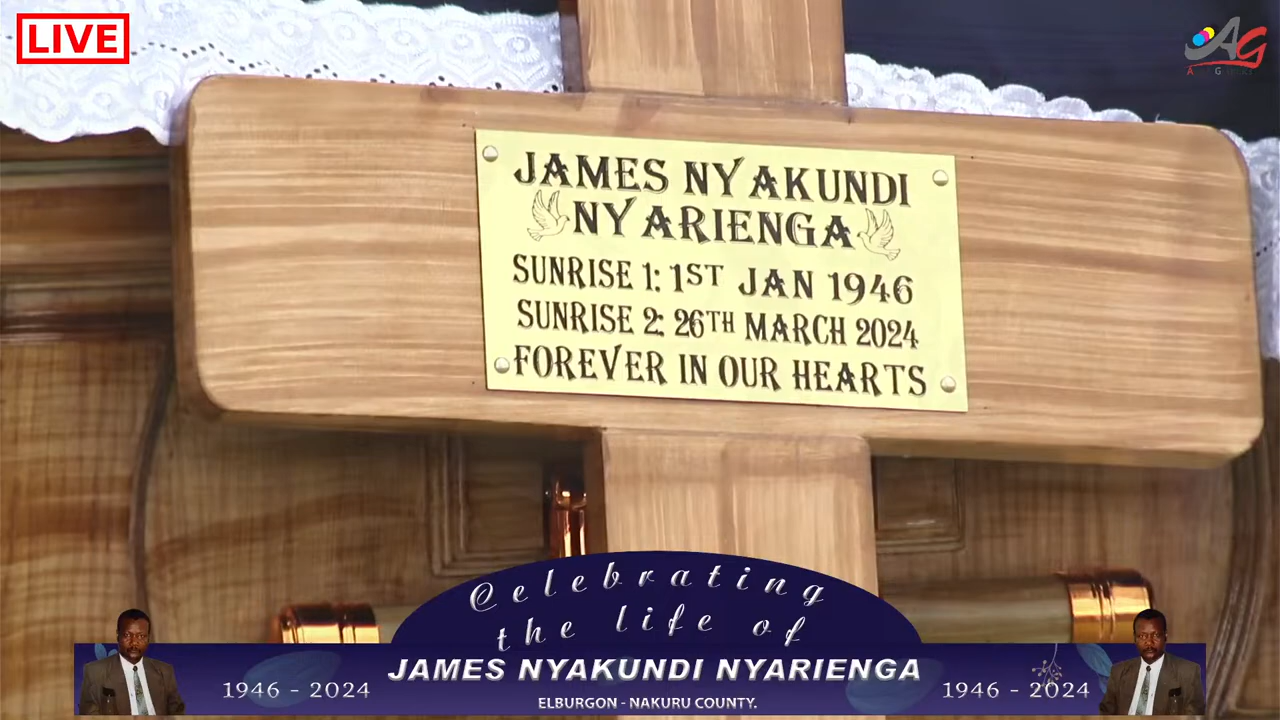 LIVE
AG
JAMES NYAKUNDI
NYARIENGA
SUNRISE 1: 1ST JAN 1946
SUNRISE 2: 26TH MARCH 2024
FOREVER IN OUR HEARTS
Celebrating
the life of
JAMES NYAKUNDI NYARIENGA
1946 - 2024
1946 - 2024
ELBURGON - NAKURU COUNTY.